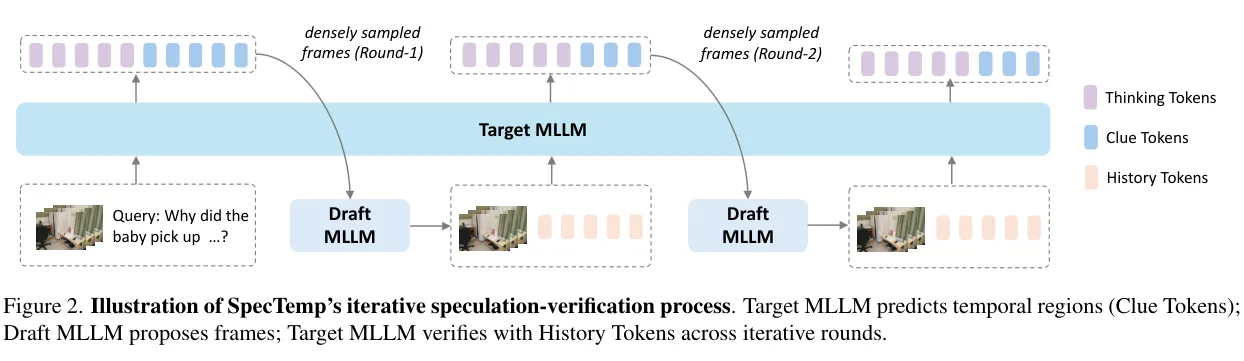 densely sampled
frames (Round-1)
densely sampled
frames (Round-2)
Target MLLM
Thinking Tokens
Clue Tokens
History Tokens
Query: Why did the
baby pick up ...?
Draft
MLLM
Draft
MLLM
Figure 2. Illustration of SpecTemp's iterative speculation-verification process. Target MLLM predicts temporal regions (Clue Tokens);
Draft MLLM proposes frames; Target MLLM verifies with History Tokens across iterative rounds.